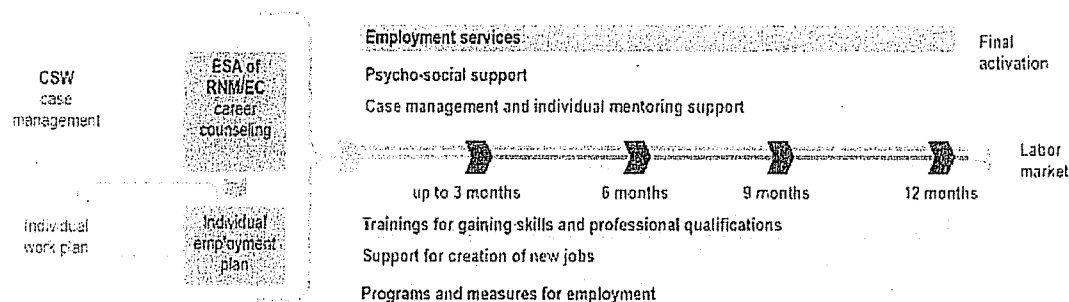 CSW
case
management
ESA of
RNM/EC
career
counseling
Individual
work plan
Individual
employment
plan
Employment services
Psycho-social support
Case management and individual mentoring support
up to 3 months
6 months
9 months
12 months
Trainings for gaining skills and professional qualifications
Support for creation of new jobs
Programs and measures for employment
Final
activation
Labor
market